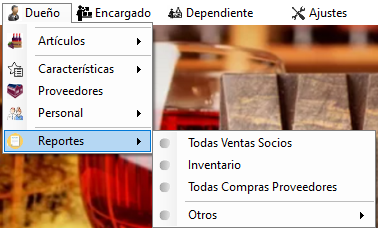 Dueño Encargado Dependiente Ajustes
Artículos
Características
Proveedores
Personal
Reportes
Todas Ventas Socios
Inventario
Todas Compras Proveedores
Otros